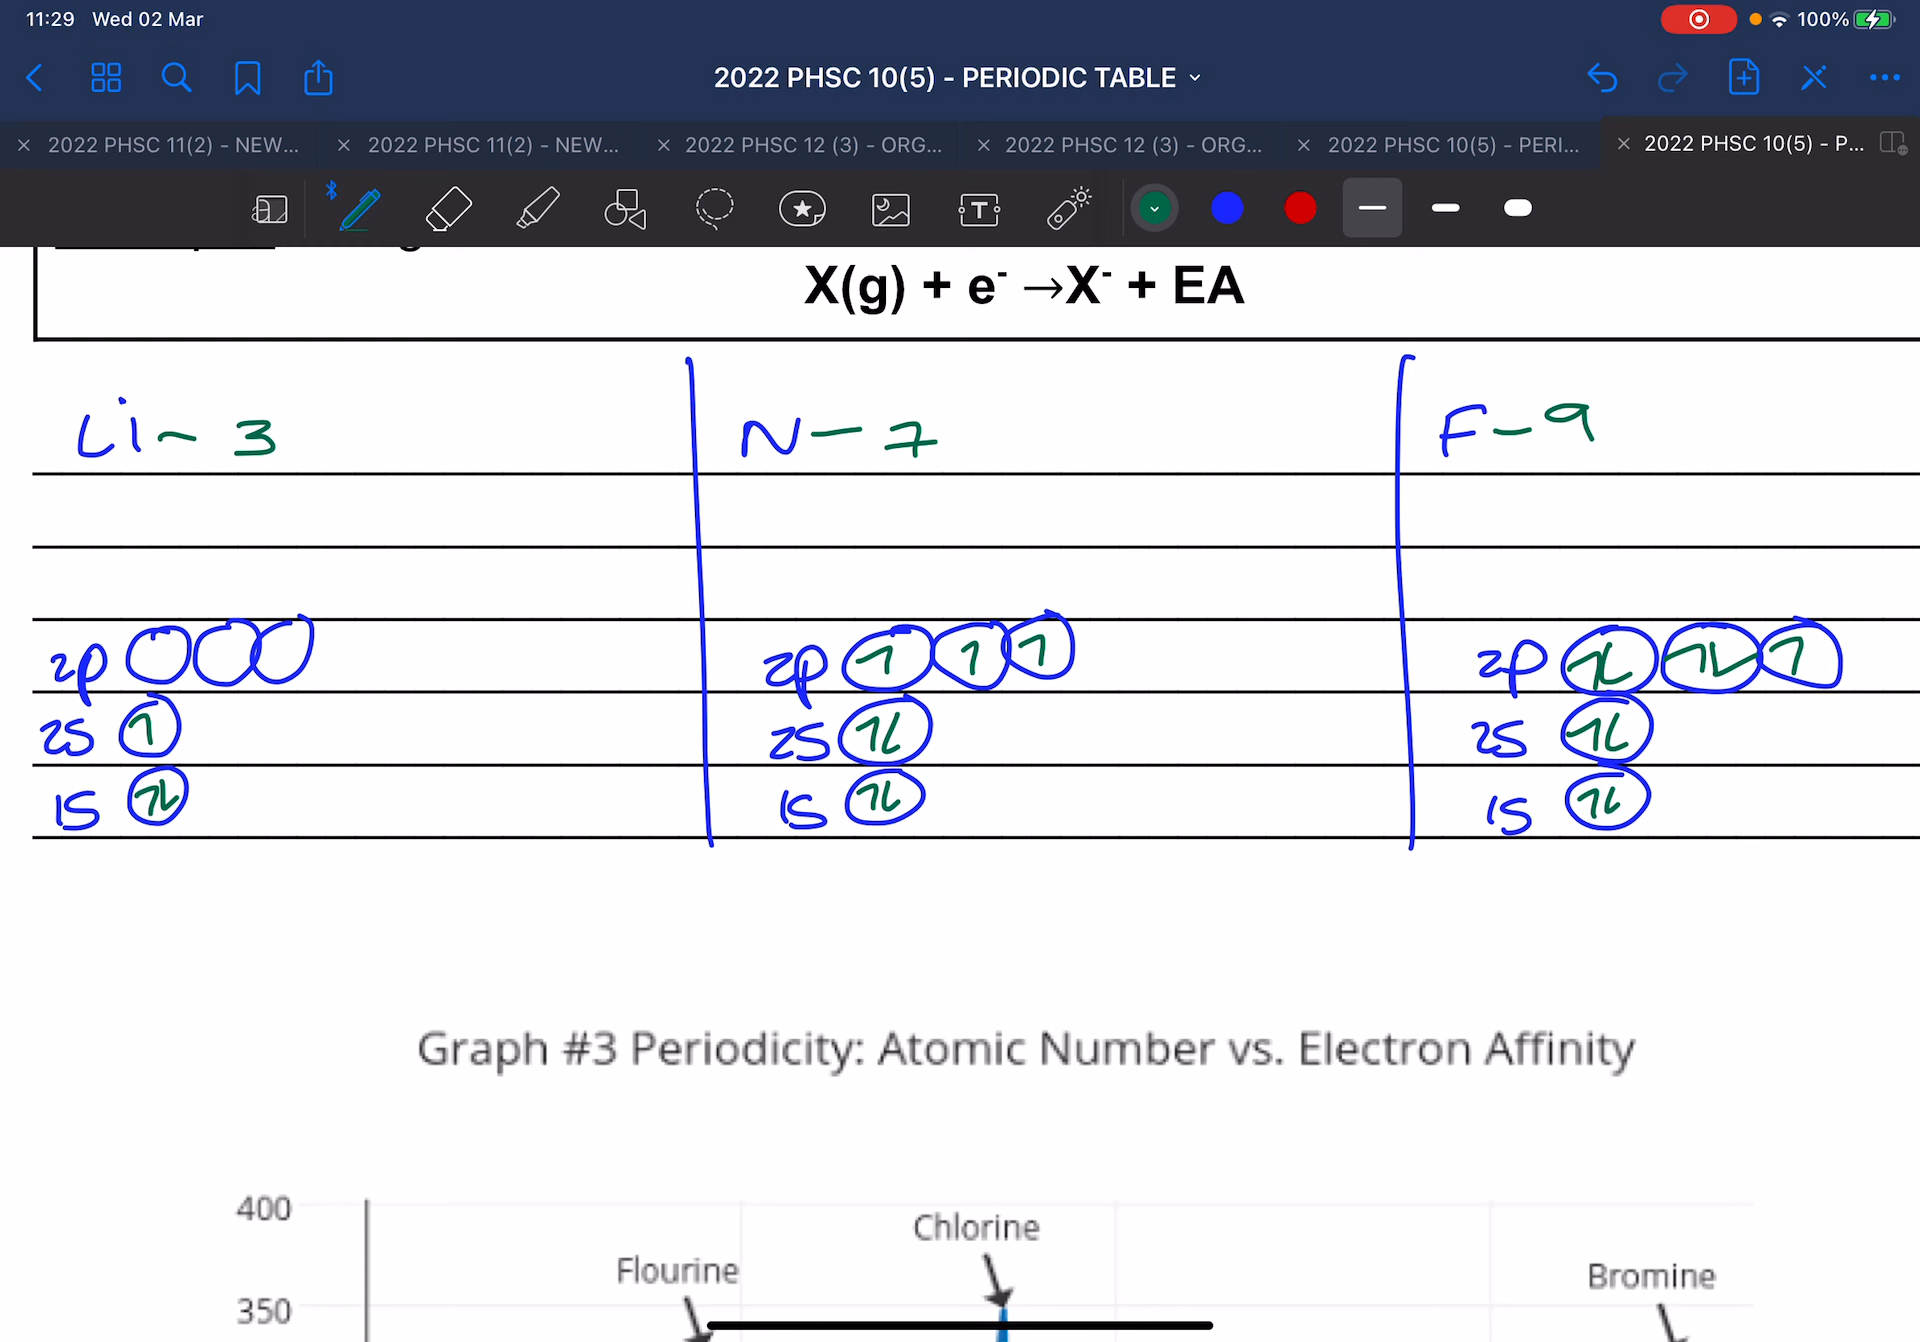 11:29 Wed 02 Mar 100%
2022 PHSC 10(5) - PERIODIC TABLE
2022 PHSC 11(2) - NEW... 2022 PHSC 11(2) - NEW... 2022 PHSC 12 (3) - ORG... 2022 PHSC 12 (3) - ORG... 2022 PHSC 10(5) - PERI... 2022 PHSC 10(5) - P...
X(g) + e⁻ →X⁻ + EA
Li - 3 N - 7 F - 9
2p 2p 2p
2s 2s 2s
1s 1s 1s
Graph #3 Periodicity: Atomic Number vs. Electron Affinity
400
Chlorine
Flourine
Bromine
350